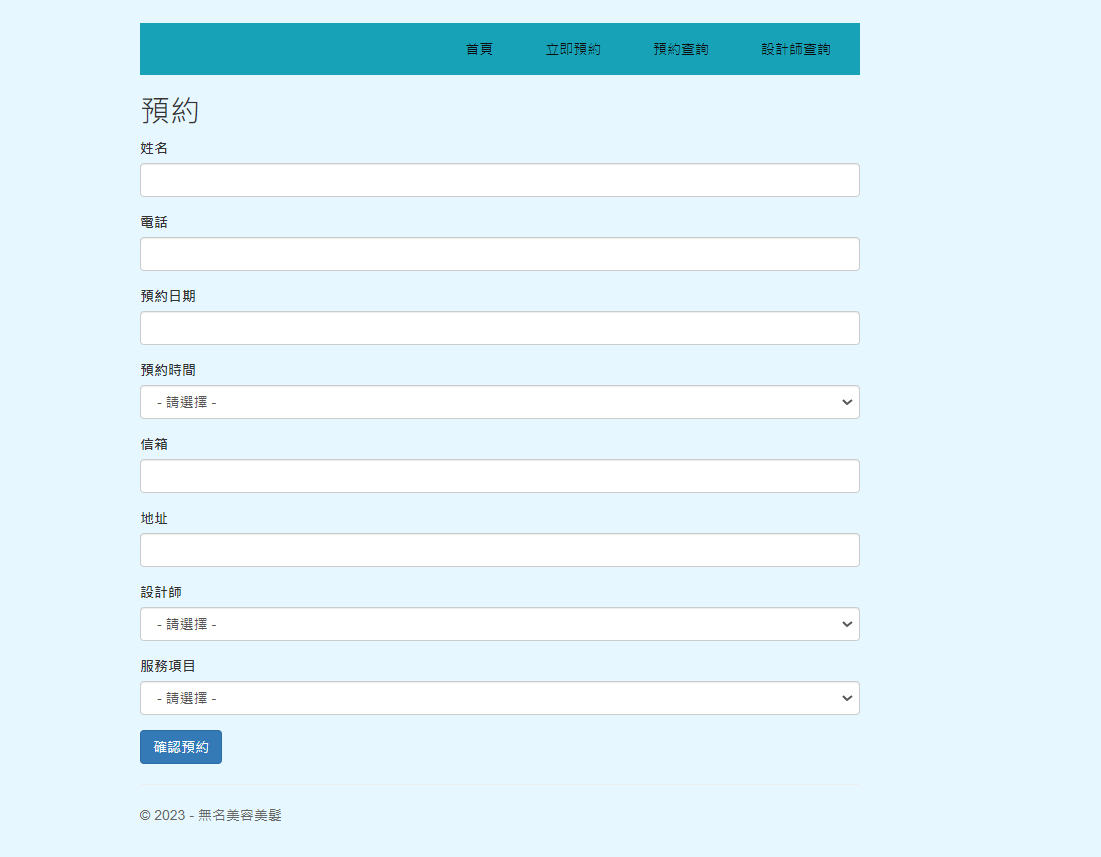 首頁 立即預約 預約查詢 設計師查詢
預約
姓名
電話
預約日期
預約時間
- 請選擇 -
信箱
地址
設計師
- 請選擇 -
服務項目
- 請選擇 -
確認預約
© 2023 - 無名美容美髮